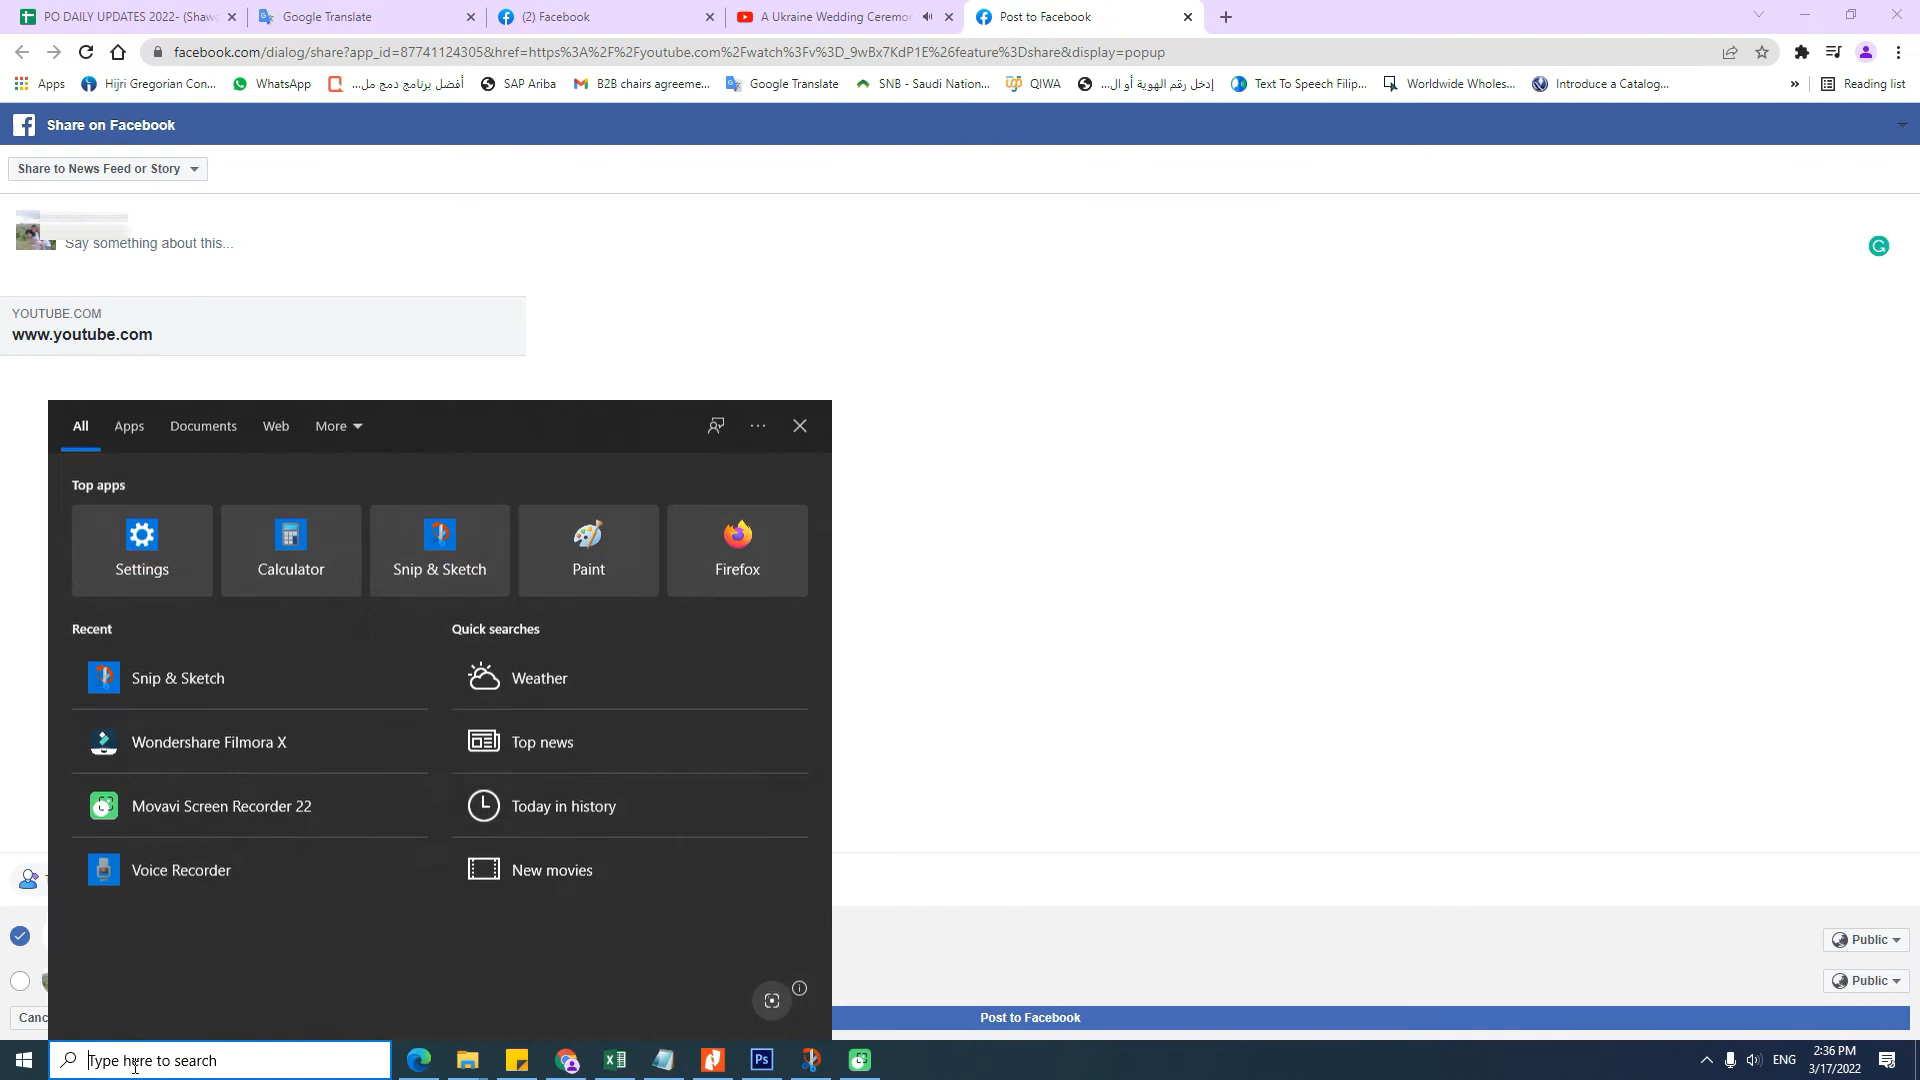 PO DAILY UPDATES 2022- (Shaw
Google Translate
(2) Facebook
A Ukraine Wedding Ceremon
Post to Facebook
facebook.com/dialog/share?app_id=87741124305&href=https%3A%2F%2Fyoutube.com%2Fwatch%3Fv%3D_9wBx7KdP1E%26feature%3Dshare&display=popup
Apps
Hijri Gregorian Con...
WhatsApp
أفضل برنامج دمج مل...
SAP Ariba
B2B chairs agreeme...
Google Translate
SNB - Saudi Nation...
QIWA
إدخل رقم الهوية أو ال...
Text To Speech Filip...
Worldwide Wholes...
Introduce a Catalog...
»
Reading list
Share on Facebook
Share to News Feed or Story
Say something about this...
YOUTUBE.COM
www.youtube.com
All
Apps
Documents
Web
More
Top apps
Settings
Calculator
Snip & Sketch
Paint
Firefox
Recent
Quick searches
Snip & Sketch
Weather
Wondershare Filmora X
Top news
Movavi Screen Recorder 22
Today in history
Voice Recorder
New movies
Public
Public
Canc
Post to Facebook
Type here to search
Ps
ENG
2:36 PM
3/17/2022